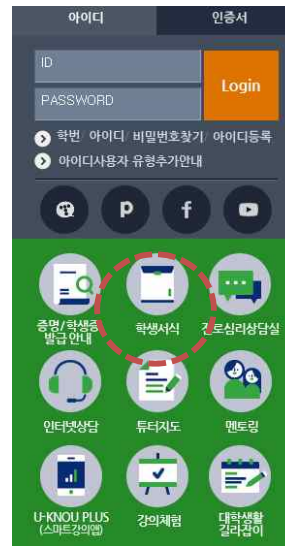 아이디 인증서
ID
Login
PASSWORD
학번/ 아이디/ 비밀번호찾기/ 아이디등록
아이디사용자 유형추가안내
증명/학생증 학생서식 진로심리상담실
발급 안내
인터넷상담 튜터지도 멘토링
U-KNOU PLUS 강의체험 대학생활
(스마트강의앱) 길라잡이